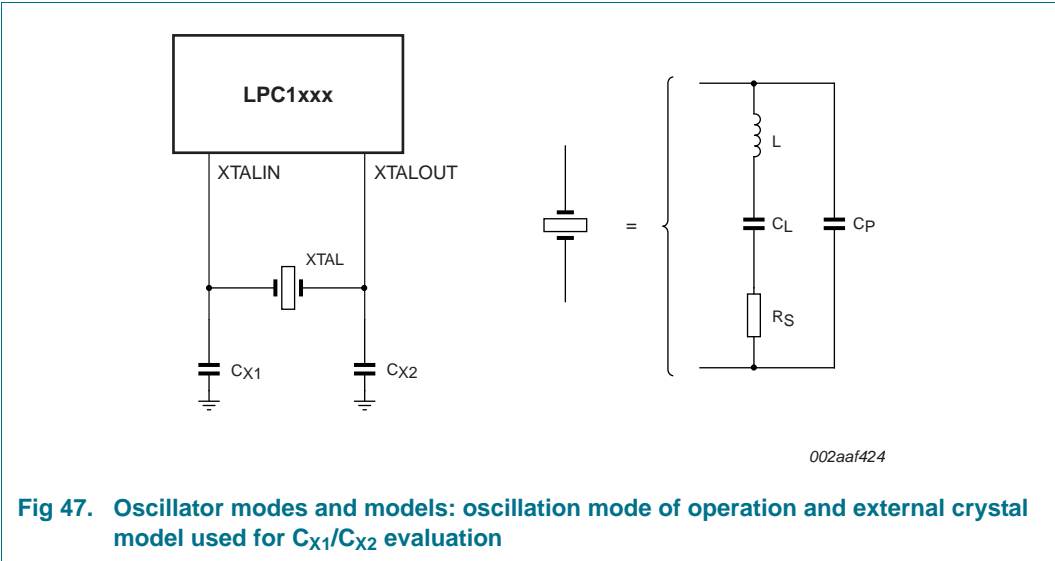 LPC1xxx
XTALIN XTALOUT
XTAL
CX1 CX2
=
L
CL CP
RS
002aaf424
Fig 47. Oscillator modes and models: oscillation mode of operation and external crystal
model used for CX1/CX2 evaluation